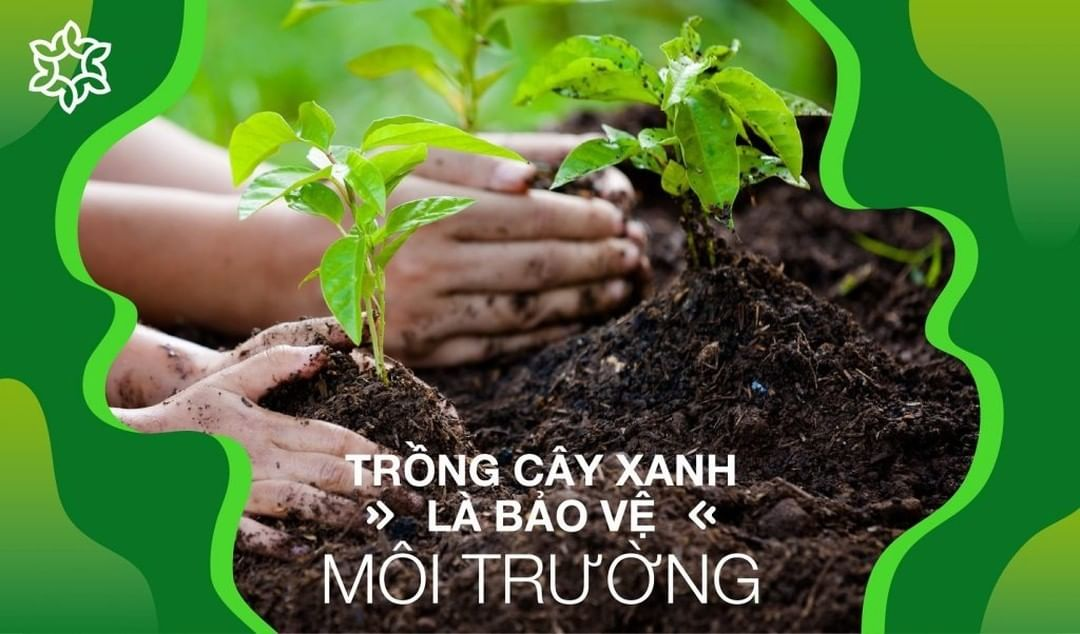 TRỒNG CÂY XANH
» LÀ BẢO VỆ «
MÔI TRƯỜNG